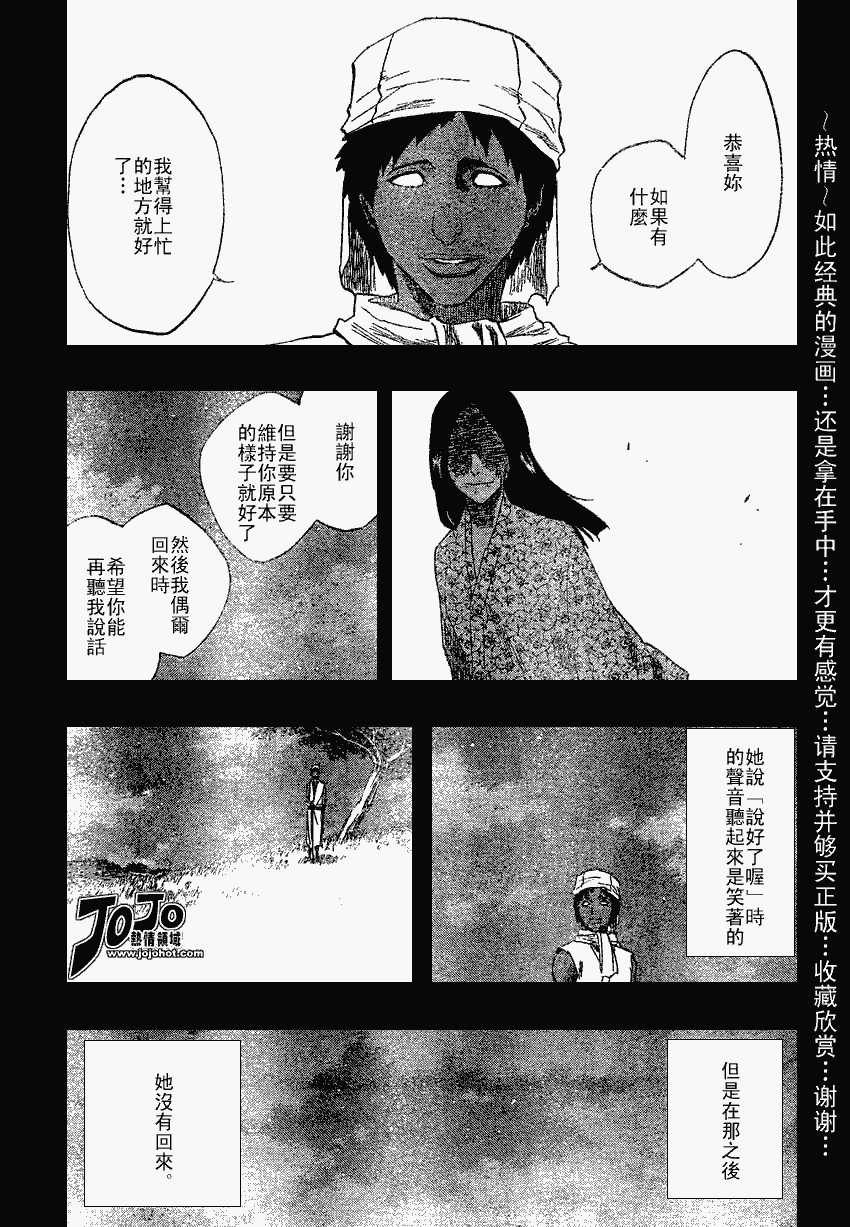 恭喜妳
如果有
什麼
我幫得上忙
的地方就好
了…
謝謝你
但是要只要
維持你原本
的樣子就好了
然後我偶爾
回來時
希望你能
再聽我說話
她說「說好了喔」時
的聲音聽起來是笑著的
JoJo
熱情領域
www.jojohot.com
但是在那之後
她沒有回來。
～热情～如此经典的漫画…还是拿在手中…才更有感觉…请支持并够买正版…收藏欣赏…谢谢…